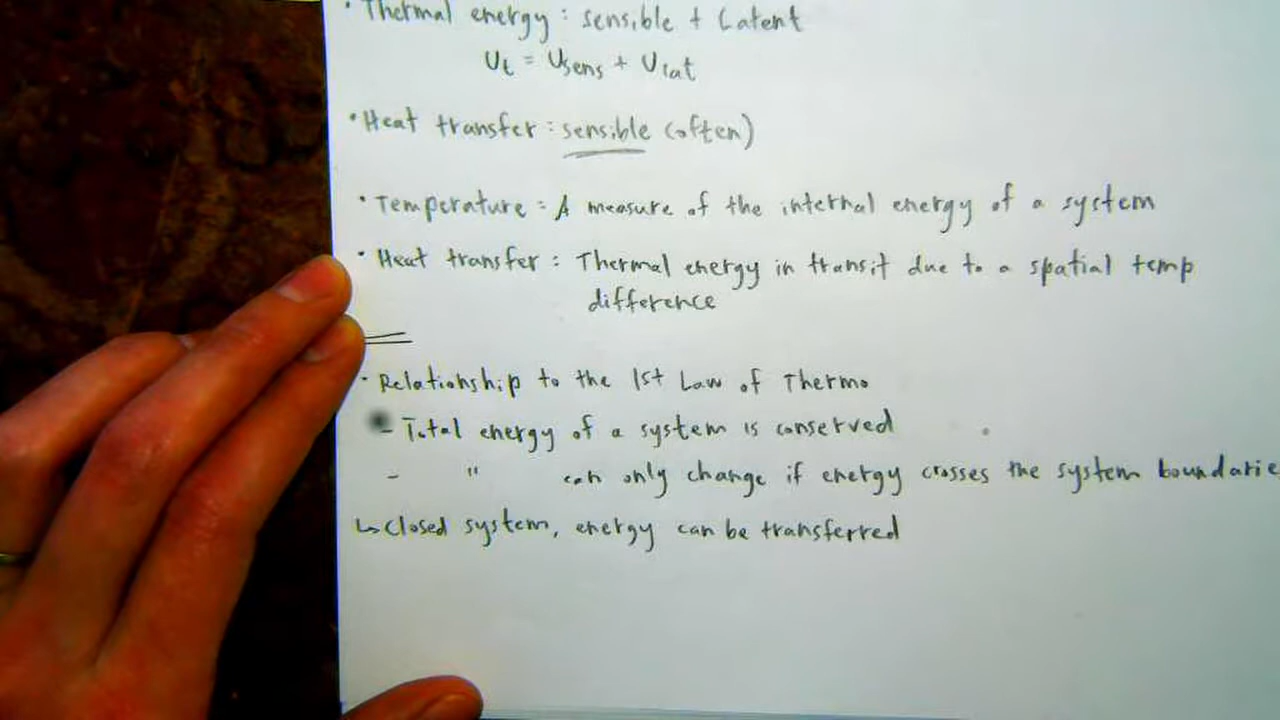 • Thermal energy : sensible + Latent
Ut = Usens + Ulat
• Heat transfer : sensible (often)
• Temperature : A measure of the internal energy of a system
• Heat transfer : Thermal energy in transit due to a spatial temp
difference
• Relationship to the 1st Law of Thermo
- Total energy of a system is conserved
- " can only change if energy crosses the system boundarie
↳ Closed system, energy can be transferred